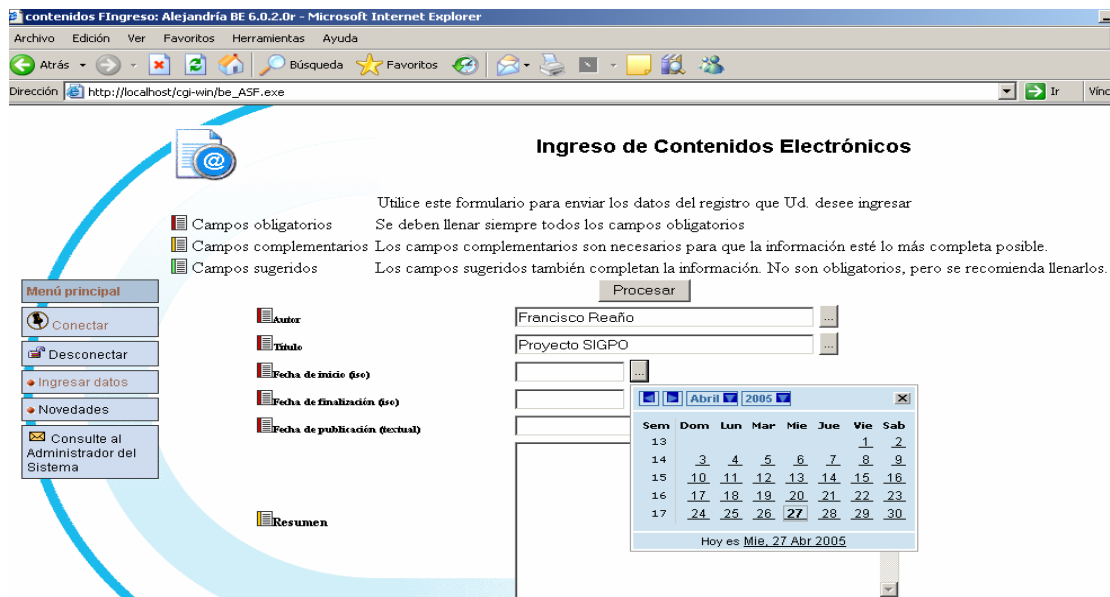 contenidos FIngreso: Alejandría BE 6.0.2.0r - Microsoft Internet Explorer
Archivo Edición Ver Favoritos Herramientas Ayuda
Atrás Búsqueda Favoritos
Dirección http://localhost/cgi-win/be_ASF.exe Ir Vínc
Ingreso de Contenidos Electrónicos
Utilice este formulario para enviar los datos del registro que Ud. desee ingresar
Campos obligatorios Se deben llenar siempre todos los campos obligatorios
Campos complementarios Los campos complementarios son necesarios para que la información esté lo más completa posible.
Campos sugeridos Los campos sugeridos también completan la información. No son obligatorios, pero se recomienda llenarlos.
Menú principal
Conectar
Desconectar
Ingresar datos
Novedades
Consulte al
Administrador del
Sistema
Procesar
Autor Francisco Reaño ...
Título Proyecto SIGPO ...
Fecha de inicio (iso) ...
Fecha de finalización (iso)
Fecha de publicación (textual)
Resumen
Abril 2005
Sem Dom Lun Mar Mie Jue Vie Sab
13 1 2
14 3 4 5 6 7 8 9
15 10 11 12 13 14 15 16
16 17 18 19 20 21 22 23
17 24 25 26 27 28 29 30
Hoy es Mie, 27 Abr 2005